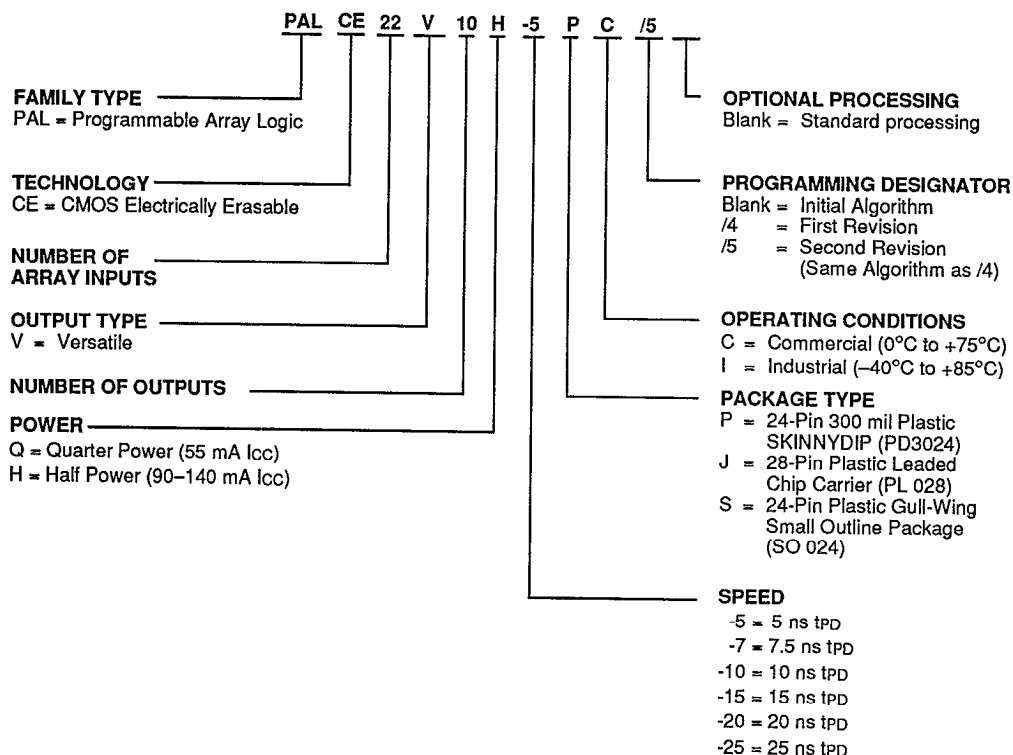 PAL CE 22 V 10 H -5 P C /5
FAMILY TYPE
PAL = Programmable Array Logic
TECHNOLOGY
CE = CMOS Electrically Erasable
NUMBER OF
ARRAY INPUTS
OUTPUT TYPE
V = Versatile
NUMBER OF OUTPUTS
POWER
Q = Quarter Power (55 mA ICC)
H = Half Power (90–140 mA ICC)
OPTIONAL PROCESSING
Blank = Standard processing
PROGRAMMING DESIGNATOR
Blank = Initial Algorithm
/4 = First Revision
/5 = Second Revision
(Same Algorithm as /4)
OPERATING CONDITIONS
C = Commercial (0°C to +75°C)
I = Industrial (–40°C to +85°C)
PACKAGE TYPE
P = 24-Pin 300 mil Plastic
SKINNYDIP (PD3024)
J = 28-Pin Plastic Leaded
Chip Carrier (PL 028)
S = 24-Pin Plastic Gull-Wing
Small Outline Package
(SO 024)
SPEED
-5 = 5 ns tPD
-7 = 7.5 ns tPD
-10 = 10 ns tPD
-15 = 15 ns tPD
-20 = 20 ns tPD
-25 = 25 ns tPD